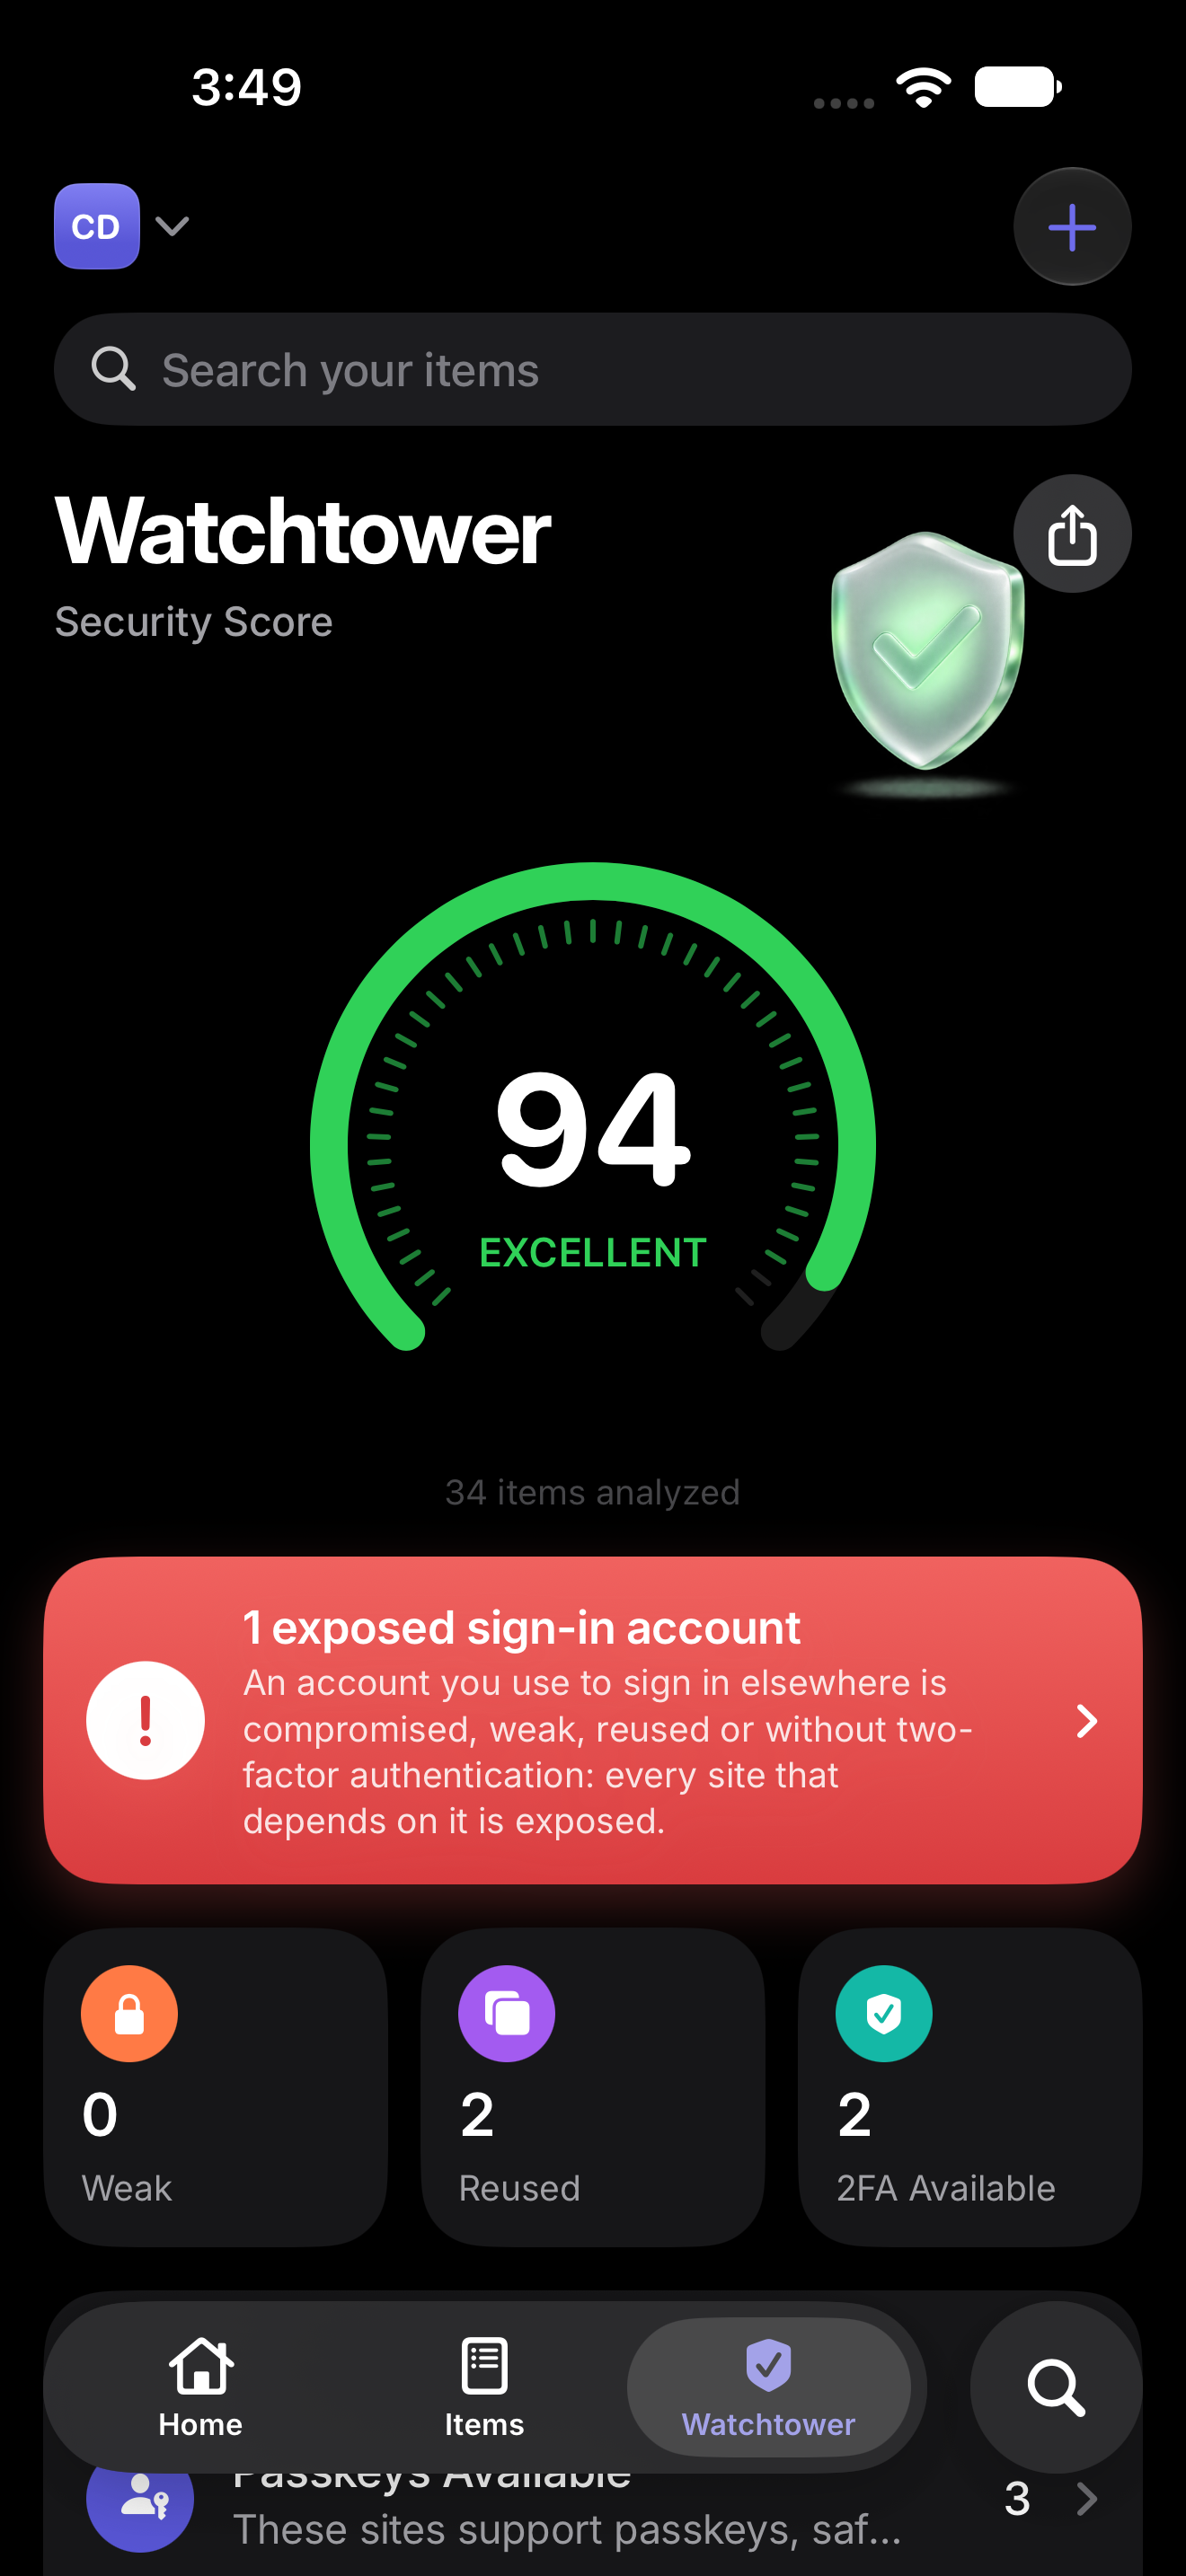 3:49
CD
Search your items
Watchtower
Security Score
94
EXCELLENT
34 items analyzed
1 exposed sign-in account
An account you use to sign in elsewhere is
compromised, weak, reused or without two-
factor authentication: every site that
depends on it is exposed.
0
Weak
2
Reused
2
2FA Available
Home
Items
Watchtower
Passkeys Available
These sites support passkeys, saf...
3